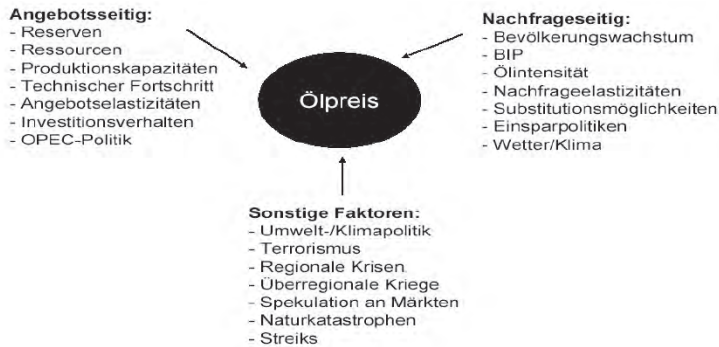 Angebotsseitig:
- Reserven
- Ressourcen
- Produktionskapazitäten
- Technischer Fortschritt
- Angebotselastizitäten
- Investitionsverhalten
- OPEC-Politik
Ölpreis
Nachfrageseitig:
- Bevölkerungswachstum
- BIP
- Ölintensität
- Nachfrageelastizitäten
- Substitutionsmöglichkeiten
- Einsparpolitiken
- Wetter/Klima
Sonstige Faktoren:
- Umwelt-/Klimapolitik
- Terrorismus
- Regionale Krisen
- Überregionale Kriege
- Spekulation an Märkten
- Naturkatastrophen
- Streiks